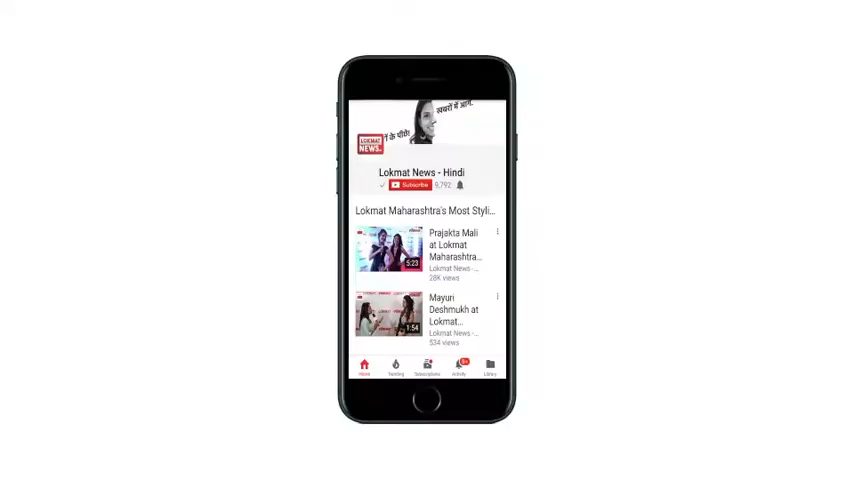 खबरों में आगे,
के पीछे!
LOKMAT
NEWS
Lokmat News - Hindi
Subscribe 9,792
Lokmat Maharashtra's Most Styli...
Prajakta Mali
at Lokmat
Maharashtra...
Lokmat News -...
28K views
5:23
Mayuri
Deshmukh at
Lokmat...
Lokmat News -...
534 views
1:54
Home Trending Subscriptions Activity Library